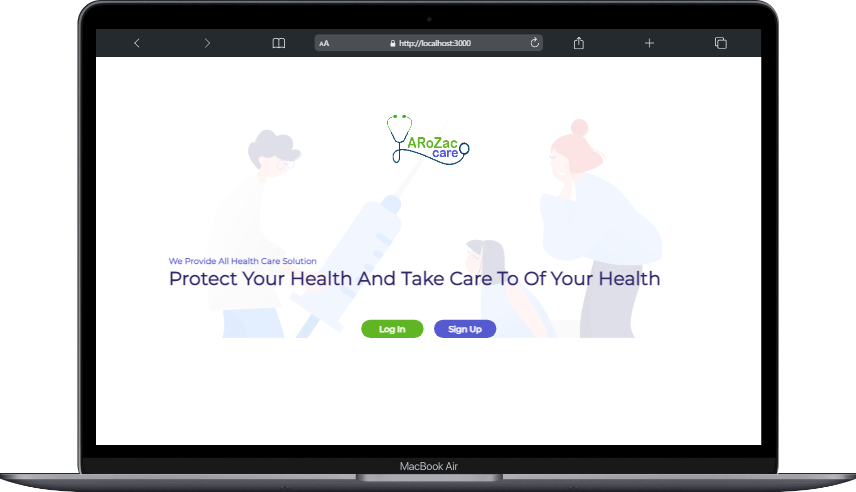 AA
http://localhost:3000
ARoZac
care
We Provide All Health Care Solution
Protect Your Health And Take Care To Of Your Health
Log In
Sign Up
MacBook Air